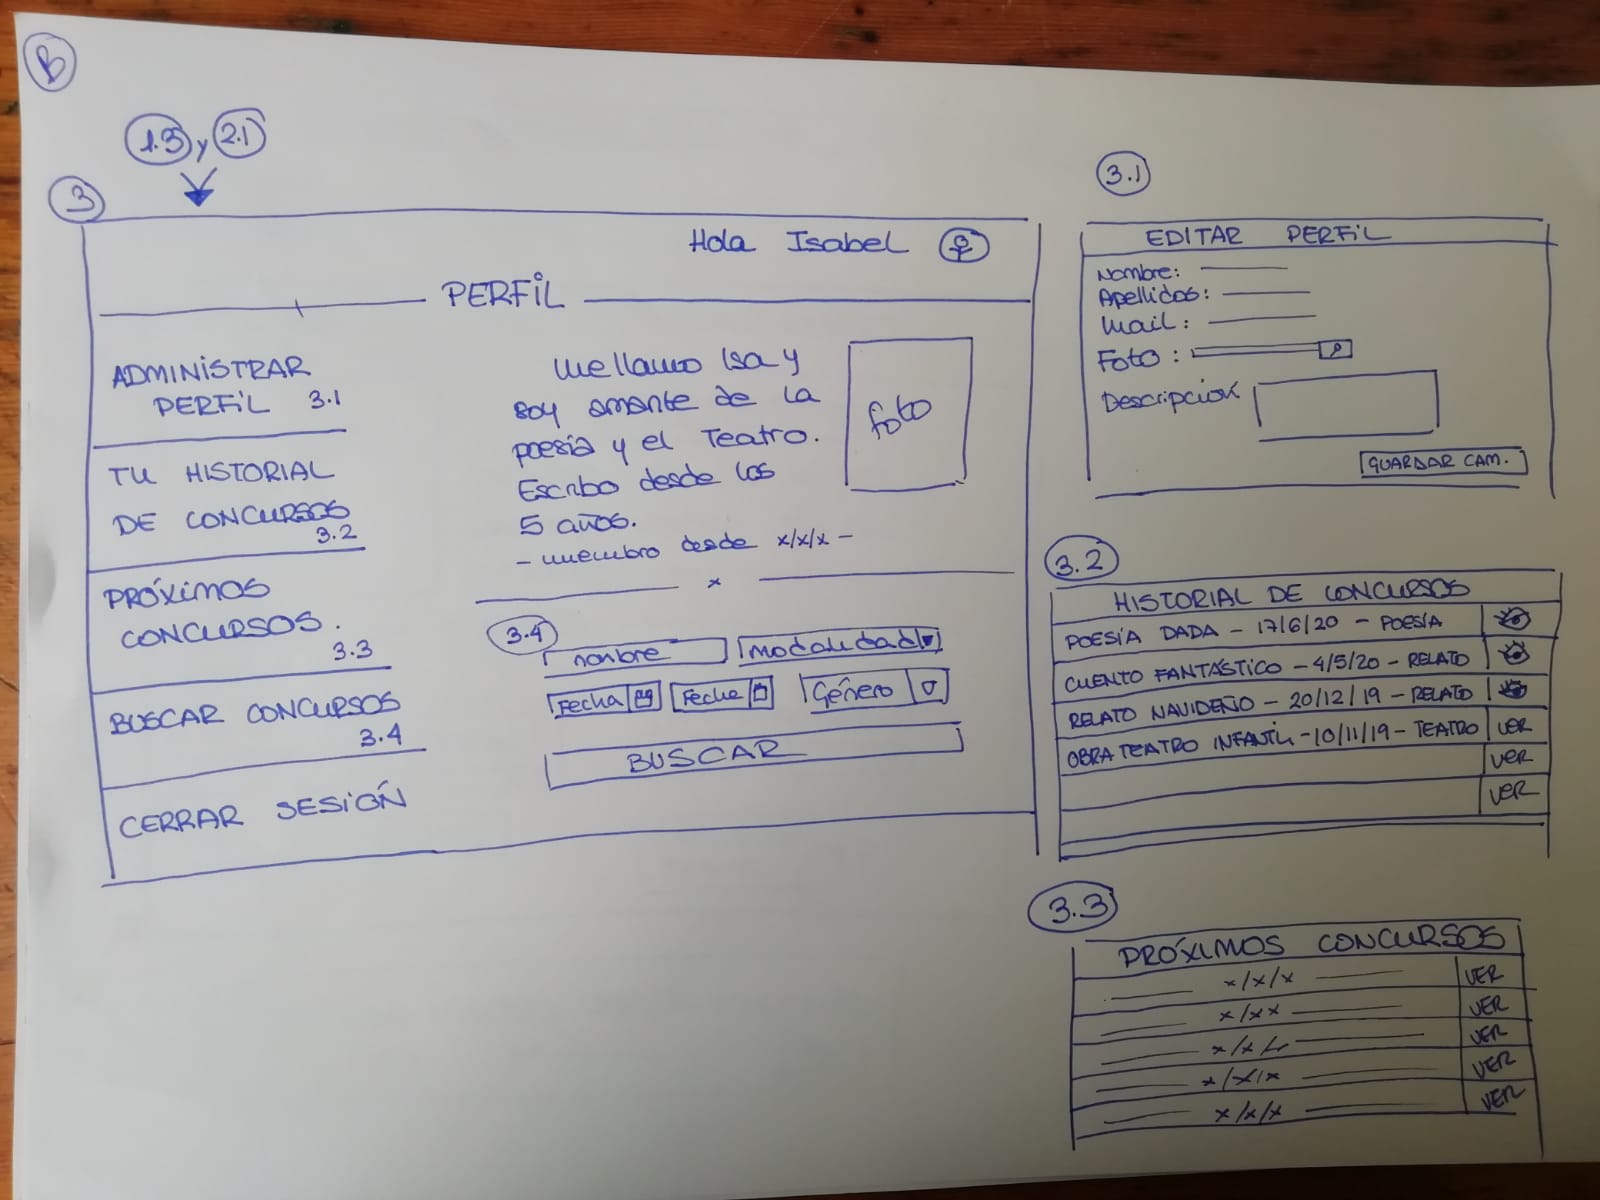 B
1.3 y 2.1
3
Hola Isabel
PERFIL
ADMINISTRAR
PERFIL 3.1
TU HISTORIAL
DE CONCURSOS
3.2
PRÓXIMOS
CONCURSOS.
3.3
BUSCAR CONCURSOS
3.4
CERRAR SESIÓN
Me llamo Isa y
soy amante de la
poesía y el Teatro.
Escribo desde los
5 años.
- miembro desde x/x/x -
foto
x
3.4
nombre
Modalidad
Fecha
Fecha
Género
BUSCAR
3.1
EDITAR PERFIL
Nombre:
Apellidos:
Mail:
Foto:
Descripción
GUARDAR CAM.
3.2
HISTORIAL DE CONCURSOS
POESÍA DADA - 17/6/20 - POESÍA
CUENTO FANTÁSTICO - 4/5/20 - RELATO
RELATO NAVIDEÑO - 20/12/19 - RELATO
OBRA TEATRO INFANTIL - 10/11/19 - TEATRO VER
VER
VER
3.3
PRÓXIMOS CONCURSOS
x/x/x VER
x/xx VER
x/x VER
x/x/x VER
x/x/x VER